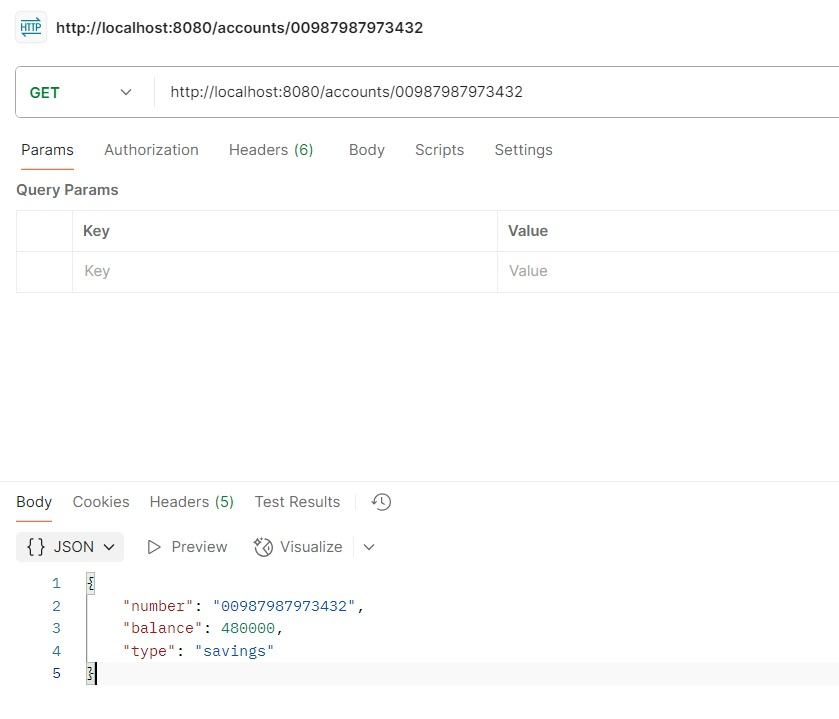 HTTP http://localhost:8080/accounts/00987987973432
GET http://localhost:8080/accounts/00987987973432
Params Authorization Headers (6) Body Scripts Settings
Query Params
Key Value
Key Value
Body Cookies Headers (5) Test Results
{} JSON Preview Visualize
1 {
2 "number": "00987987973432",
3 "balance": 480000,
4 "type": "savings"
5 }